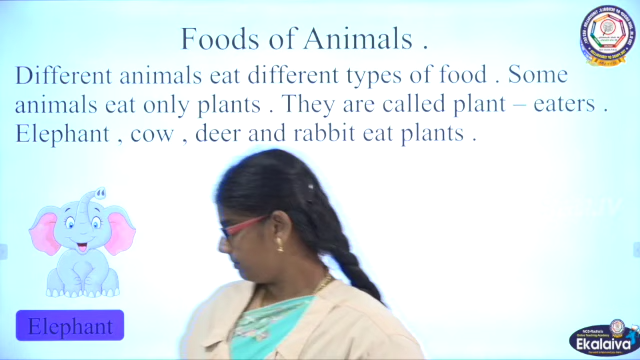 Foods of Animals .
Different animals eat different types of food . Some
animals eat only plants . They are called plant – eaters .
Elephant , cow , deer and rabbit eat plants .
Elephant
Ekalaiva